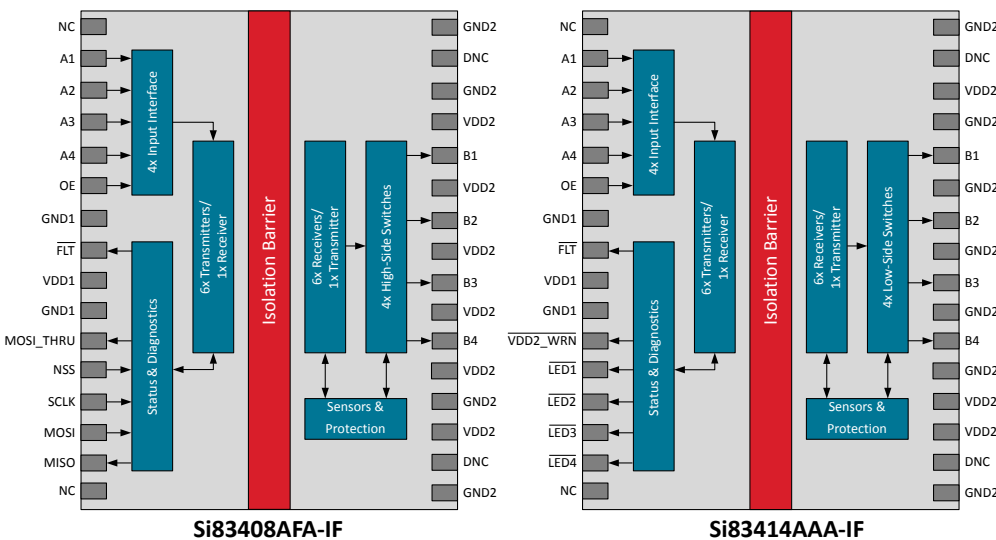 NC
A1
A2
A3
A4
OE
GND1
FLT
VDD1
GND1
MOSI_THRU
NSS
SCLK
MOSI
MISO
NC
4x Input Interface
6x Transmitters/
1x Receiver
Status & Diagnostics
Isolation Barrier
6x Receivers/
1x Transmitter
4x High-Side Switches
Sensors &
Protection
GND2
DNC
GND2
VDD2
B1
VDD2
B2
VDD2
B3
VDD2
B4
VDD2
GND2
VDD2
DNC
GND2
Si83408AFA-IF
NC
A1
A2
A3
A4
OE
GND1
FLT
VDD1
GND1
VDD2_WRN
LED1
LED2
LED3
LED4
NC
4x Input Interface
6x Transmitters/
1x Receiver
Status & Diagnostics
Isolation Barrier
6x Receivers/
1x Transmitter
4x Low-Side Switches
Sensors &
Protection
GND2
DNC
VDD2
GND2
B1
GND2
B2
GND2
B3
GND2
B4
GND2
VDD2
VDD2
DNC
GND2
Si83414AAA-IF